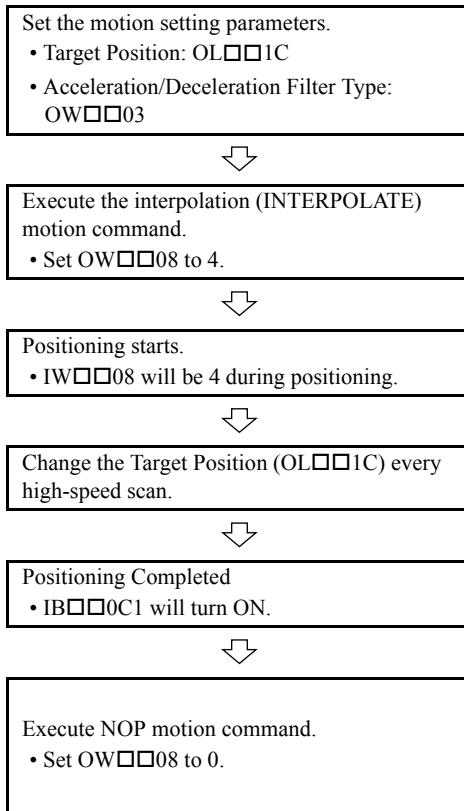 Set the motion setting parameters.
• Target Position: OL□□1C
• Acceleration/Deceleration Filter Type:
OW□□03
Execute the interpolation (INTERPOLATE)
motion command.
• Set OW□□08 to 4.
Positioning starts.
• IW□□08 will be 4 during positioning.
Change the Target Position (OL□□1C) every
high-speed scan.
Positioning Completed
• IB□□0C1 will turn ON.
Execute NOP motion command.
• Set OW□□08 to 0.